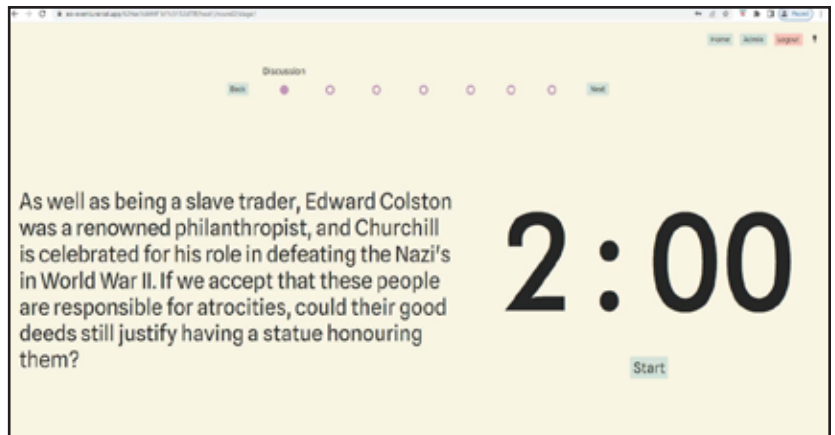 Home Admin Logout
Discussion
Back
Next
As well as being a slave trader, Edward Colston
was a renowned philanthropist, and Churchill
is celebrated for his role in defeating the Nazi's
in World War II. If we accept that these people
are responsible for atrocities, could their good
deeds still justify having a statue honouring
them?
2:00
Start